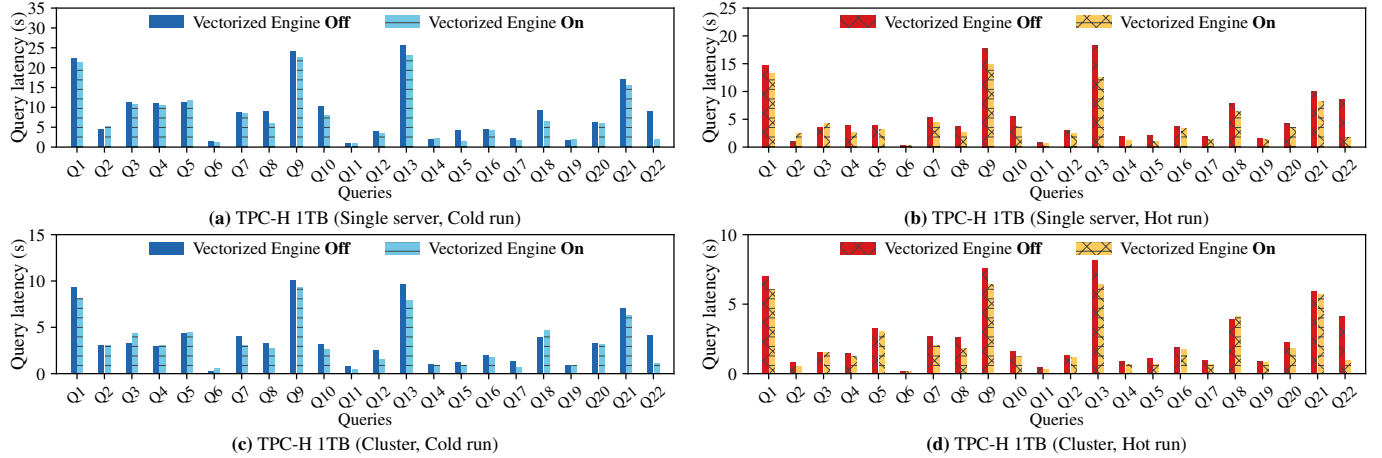 Query latency (s)
35
30
25
20
15
10
5
0
Vectorized Engine Off
Vectorized Engine On
Q1 Q2 Q3 Q4 Q5 Q6 Q7 Q8 Q9 Q10 Q11 Q12 Q13 Q14 Q15 Q16 Q17 Q18 Q19 Q20 Q21 Q22
Queries
(a) TPC-H 1TB (Single server, Cold run)
Query latency (s)
25
20
15
10
5
0
Vectorized Engine Off
Vectorized Engine On
Q1 Q2 Q3 Q4 Q5 Q6 Q7 Q8 Q9 Q10 Q11 Q12 Q13 Q14 Q15 Q16 Q17 Q18 Q19 Q20 Q21 Q22
Queries
(b) TPC-H 1TB (Single server, Hot run)
Query latency (s)
15
10
5
0
Vectorized Engine Off
Vectorized Engine On
Q1 Q2 Q3 Q4 Q5 Q6 Q7 Q8 Q9 Q10 Q11 Q12 Q13 Q14 Q15 Q16 Q17 Q18 Q19 Q20 Q21 Q22
Queries
(c) TPC-H 1TB (Cluster, Cold run)
Query latency (s)
10
5
0
Vectorized Engine Off
Vectorized Engine On
Q1 Q2 Q3 Q4 Q5 Q6 Q7 Q8 Q9 Q10 Q11 Q12 Q13 Q14 Q15 Q16 Q17 Q18 Q19 Q20 Q21 Q22
Queries
(d) TPC-H 1TB (Cluster, Hot run)